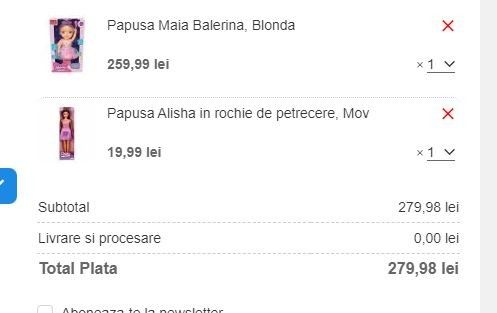 Papusa Maia Balerina, Blonda
259,99 lei
× 1
Papusa Alisha in rochie de petrecere, Mov
19,99 lei
× 1
Subtotal
279,98 lei
Livrare si procesare
0,00 lei
Total Plata
279,98 lei
Aboneaza-te la newsletter